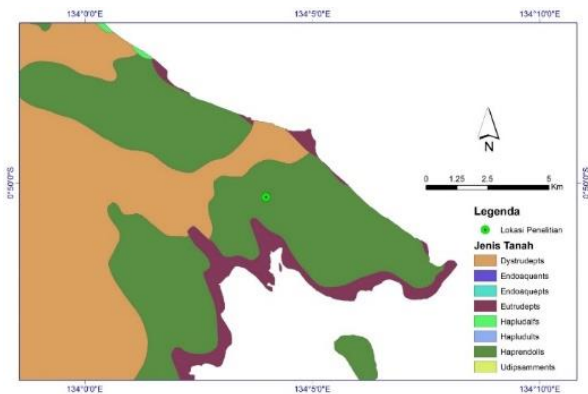 134°0'0"E 134°5'0"E 134°10'0"E
0°50'0"S 0°50'0"S
N
0 1.25 2.5 5
Km
Legenda
Lokasi Penelitian
Jenis Tanah
Dystrudepts
Endoaquents
Endoaquepts
Eutrudepts
Hapludalfs
Hapludults
Haprendolls
Udipsamments
134°0'0"E 134°5'0"E 134°10'0"E